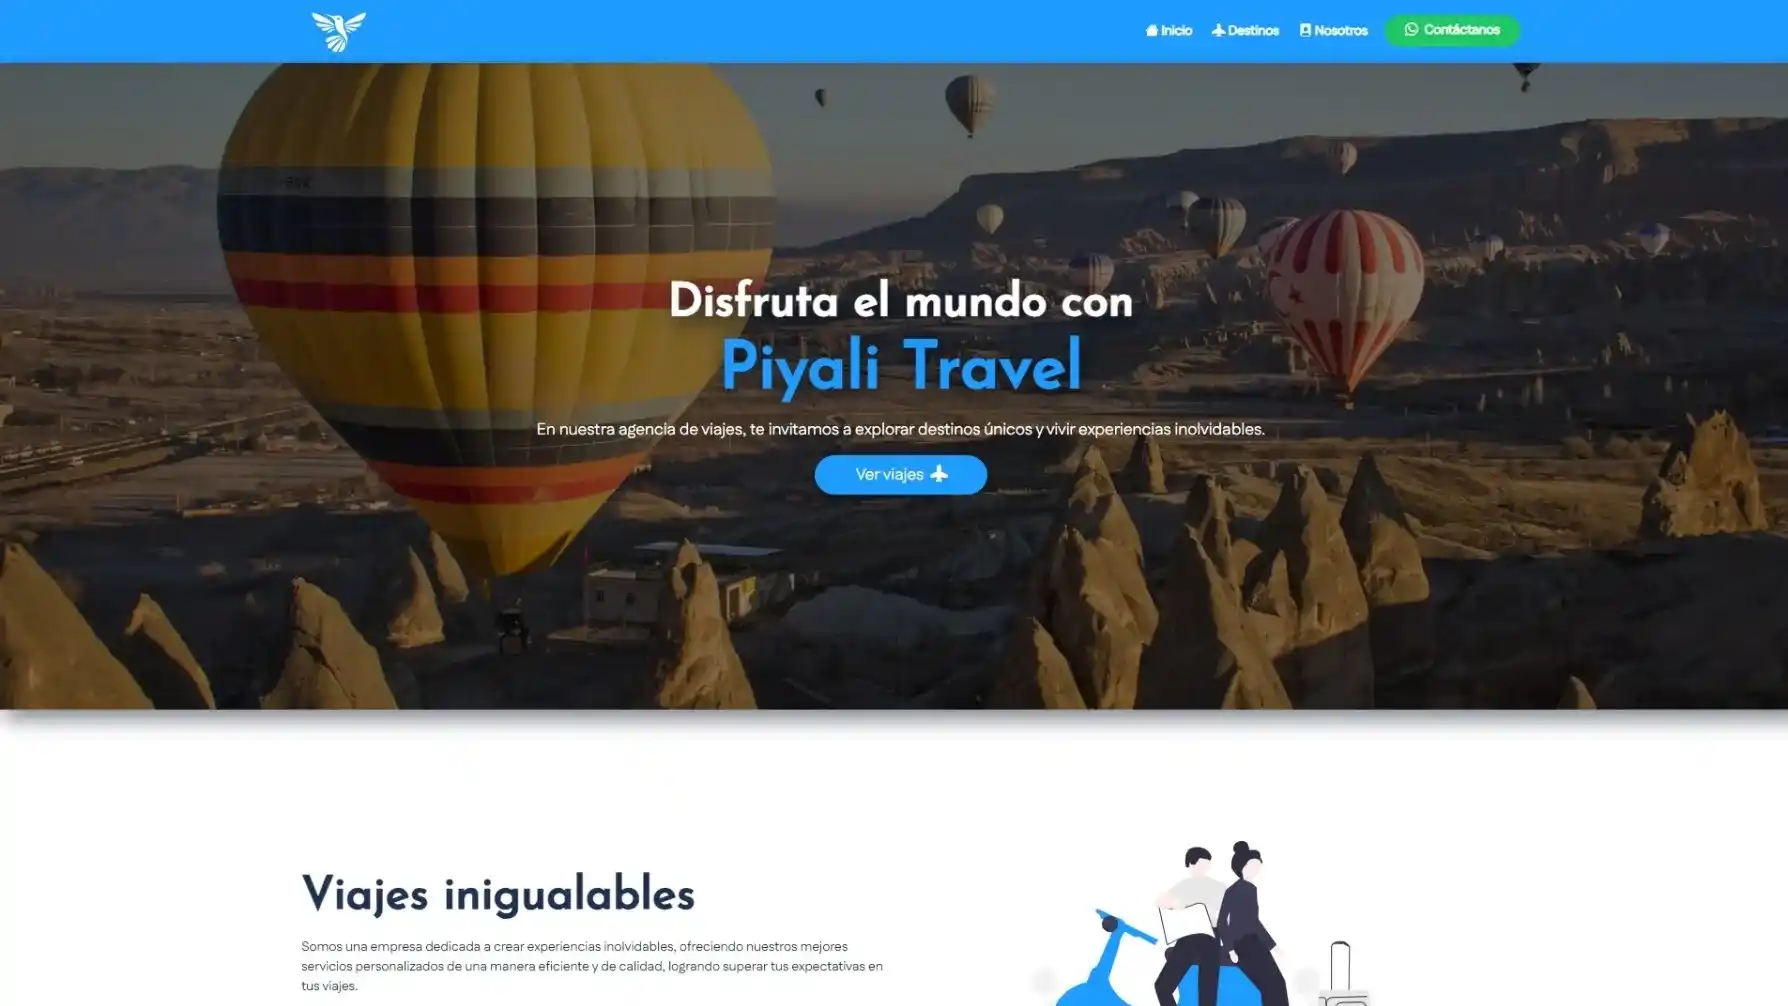 Inicio Destinos Nosotros Contáctanos
Disfruta el mundo con
Piyali Travel
En nuestra agencia de viajes, te invitamos a explorar destinos únicos y vivir experiencias inolvidables.
Ver viajes
Viajes inigualables
Somos una empresa dedicada a crear experiencias inolvidables, ofreciendo nuestros mejores
servicios personalizados de una manera eficiente y de calidad, logrando superar tus expectativas en
tus viajes.